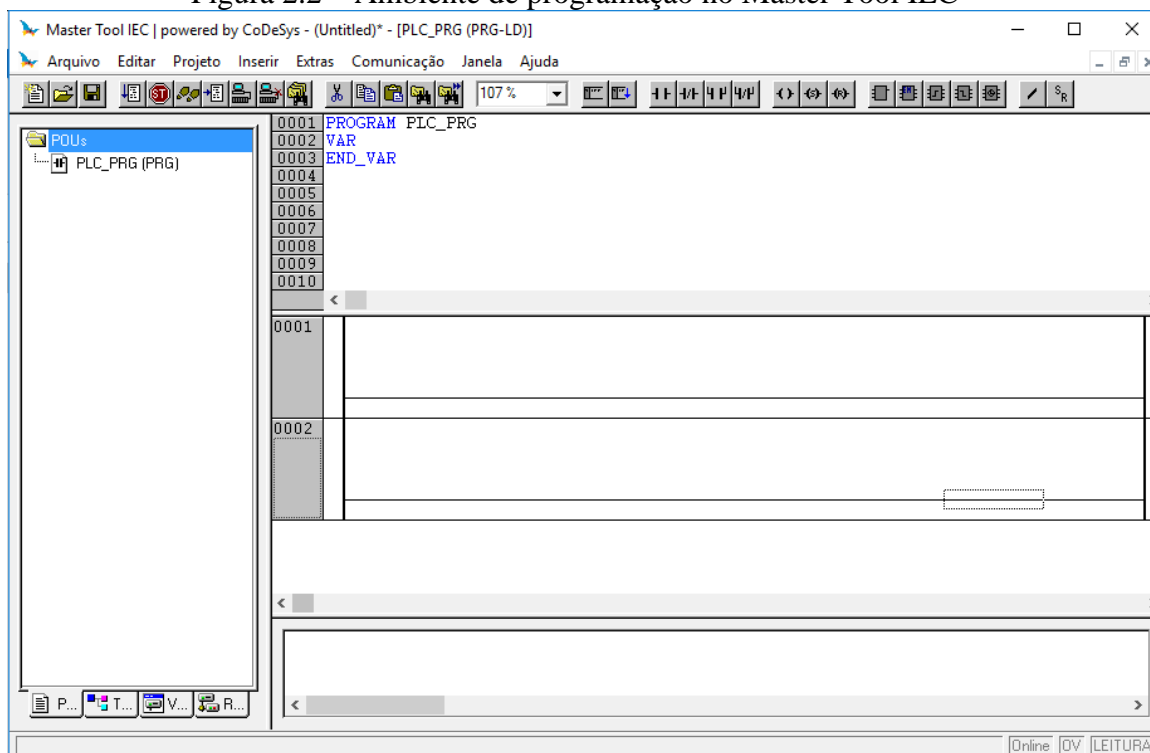 Figura 2.2 – Ambiente de programação no Master Tool IEC
Master Tool IEC | powered by CoDeSys - (Untitled)* - [PLC_PRG (PRG-LD)]
Arquivo Editar Projeto Inserir Extras Comunicação Janela Ajuda
107 %
POUs
PLC_PRG (PRG)
0001 PROGRAM PLC_PRG
0002 VAR
0003 END_VAR
0004
0005
0006
0007
0008
0009
0010
0001
0002
P... T... V... R...
Online OV LEITURA